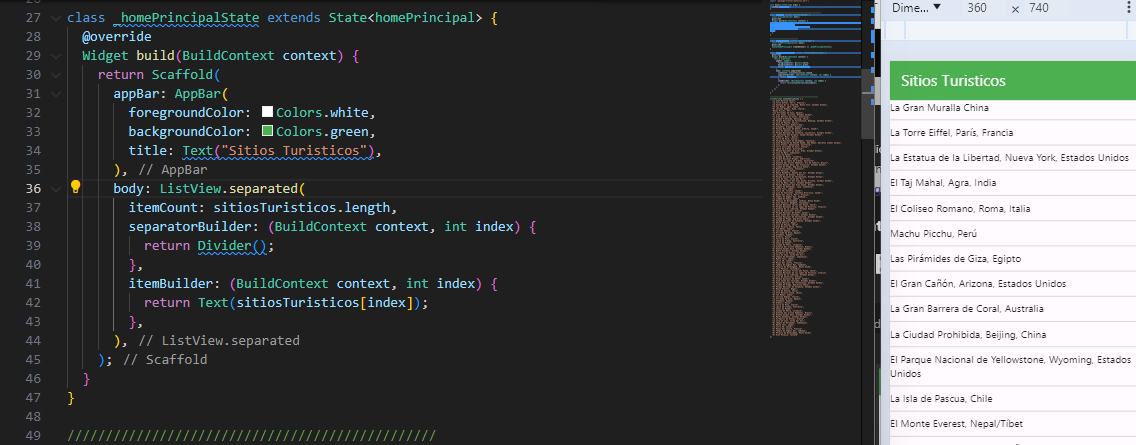 27 class _homePrincipalState extends State<homePrincipal> {
28 @override
29 Widget build(BuildContext context) {
30 return Scaffold(
31 appBar: AppBar(
32 foregroundColor: Colors.white,
33 backgroundColor: Colors.green,
34 title: Text("Sitios Turisticos"),
35 ), // AppBar
36 body: ListView.separated(
37 itemCount: sitiosTuristicos.length,
38 separatorBuilder: (BuildContext context, int index) {
39 return Divider();
40 },
41 itemBuilder: (BuildContext context, int index) {
42 return Text(sitiosTuristicos[index]);
43 },
44 ), // ListView.separated
45 ); // Scaffold
46 }
47 }
48
49 ////////////////////////////////////////////////
Dime... 360 x 740
Sitios Turisticos
La Gran Muralla China
La Torre Eiffel, París, Francia
La Estatua de la Libertad, Nueva York, Estados Unidos
El Taj Mahal, Agra, India
El Coliseo Romano, Roma, Italia
Machu Picchu, Perú
Las Pirámides de Giza, Egipto
El Gran Cañón, Arizona, Estados Unidos
La Gran Barrera de Coral, Australia
La Ciudad Prohibida, Beijing, China
El Parque Nacional de Yellowstone, Wyoming, Estados
Unidos
La Isla de Pascua, Chile
El Monte Everest, Nepal/Tíbet